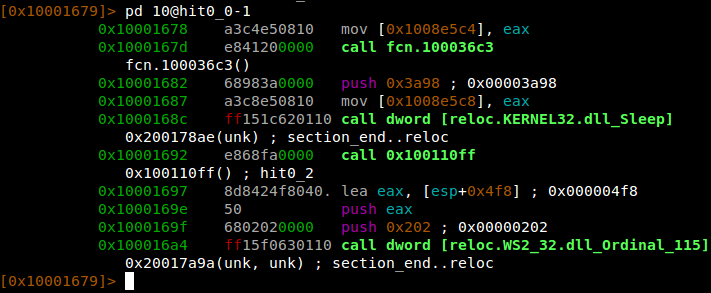 [0x10001679]> pd 10@hit0_0-1
0x10001678 a3c4e50810 mov [0x1008e5c4], eax
0x1000167d e841200000 call fcn.100036c3
fcn.100036c3()
0x10001682 68983a0000 push 0x3a98 ; 0x00003a98
0x10001687 a3c8e50810 mov [0x1008e5c8], eax
0x1000168c ff151c620110 call dword [reloc.KERNEL32.dll_Sleep]
0x200178ae(unk) ; section_end..reloc
0x10001692 e868fa0000 call 0x100110ff
0x100110ff() ; hit0_2
0x10001697 8d8424f8040. lea eax, [esp+0x4f8] ; 0x000004f8
0x1000169e 50 push eax
0x1000169f 6802020000 push 0x202 ; 0x00000202
0x100016a4 ff15f0630110 call dword [reloc.WS2_32.dll_Ordinal_115]
0x20017a9a(unk, unk) ; section_end..reloc
[0x10001679]>